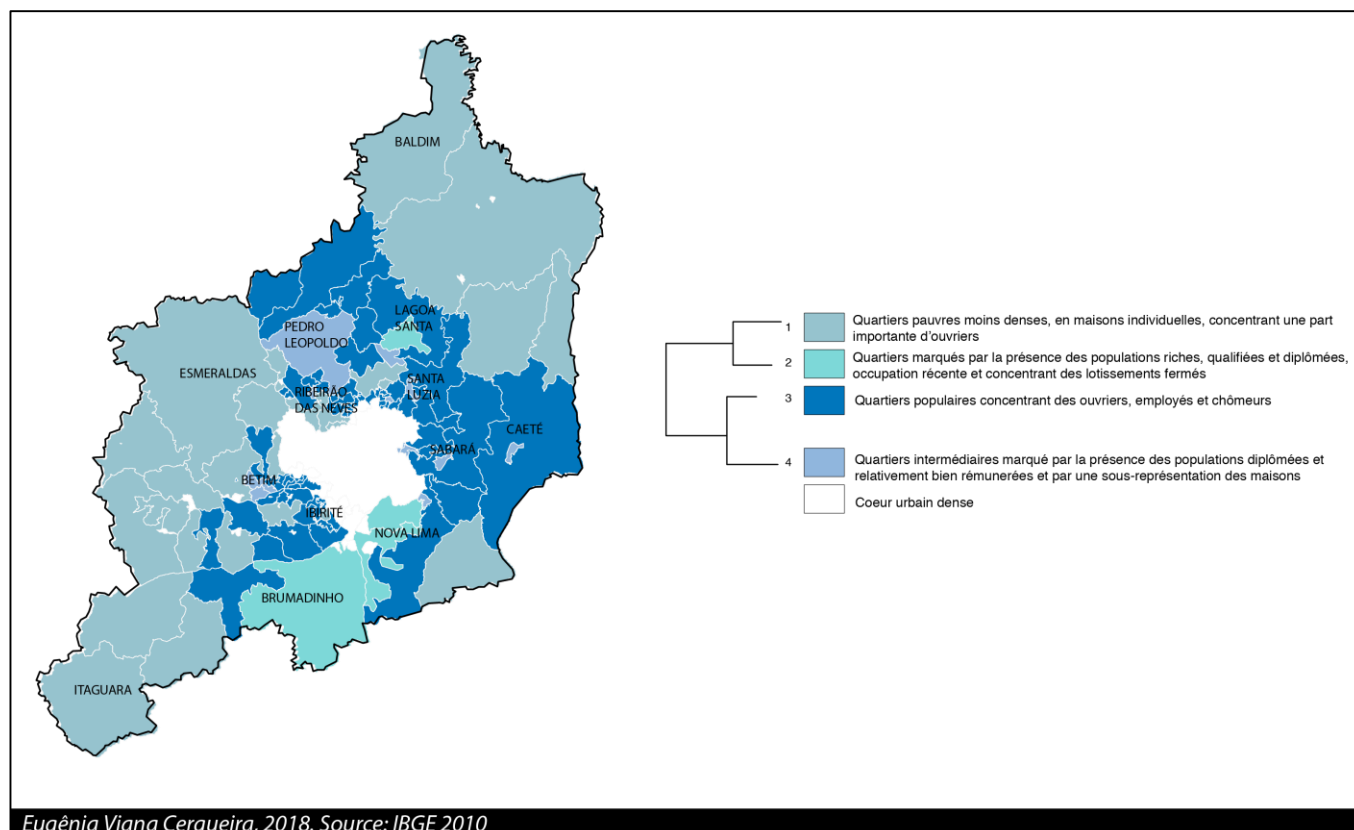 BALDIM
LAGOA
SANTA
PEDRO
LEOPOLDO
ESMERALDAS
SANTA
LUZIA
RIBEIRÃO
DAS NEVES
CAETÉ
SABARÁ
BETIM
IBIRITÉ
NOVA LIMA
BRUMADINHO
ITAGUARA
1 Quartiers pauvres moins denses, en maisons individuelles, concentrant une part
importante d'ouvriers
2 Quartiers marqués par la présence des populations riches, qualifiées et diplômées,
occupation récente et concentrant des lotissements fermés
3 Quartiers populaires concentrant des ouvriers, employés et chômeurs
4 Quartiers intermédiaires marqué par la présence des populations diplômées et
relativement bien rémunerées et par une sous-représentation des maisons
Coeur urbain dense
Eugênia Viana Cerqueira, 2018. Source: IBGE 2010